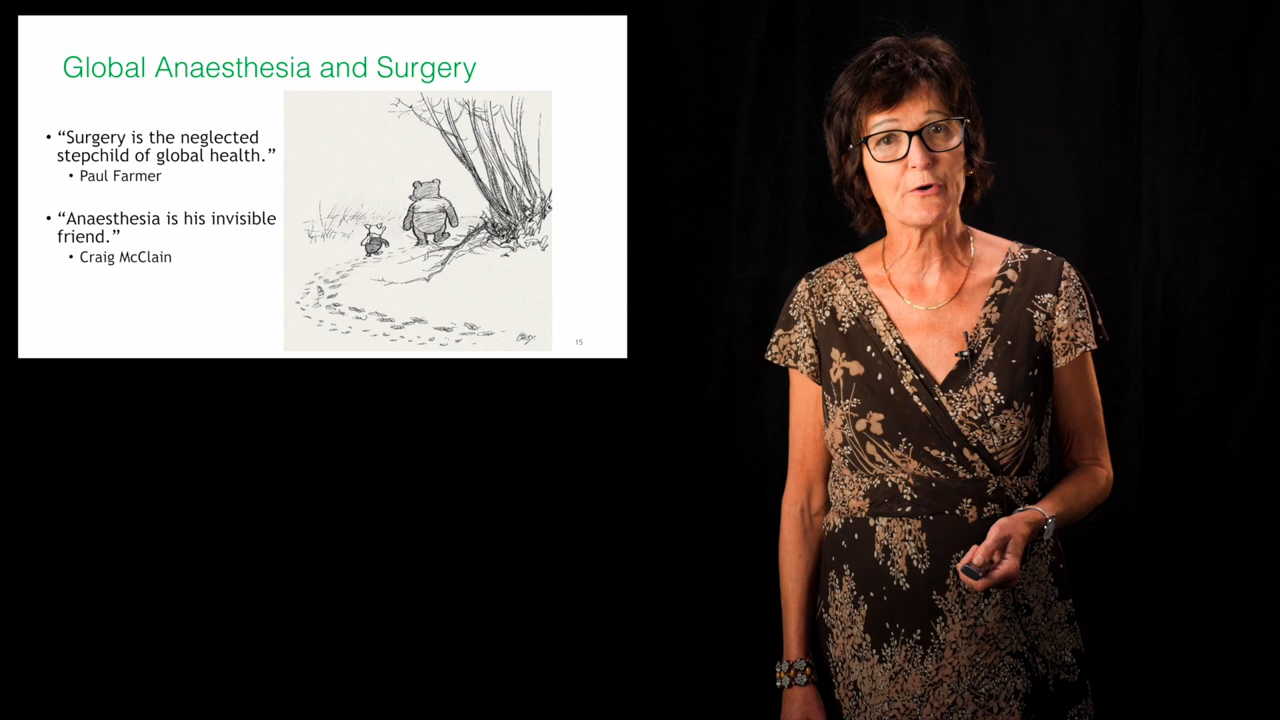 Global Anaesthesia and Surgery
• “Surgery is the neglected
stepchild of global health.”
• Paul Farmer
• “Anaesthesia is his invisible
friend.”
• Craig McClain
15